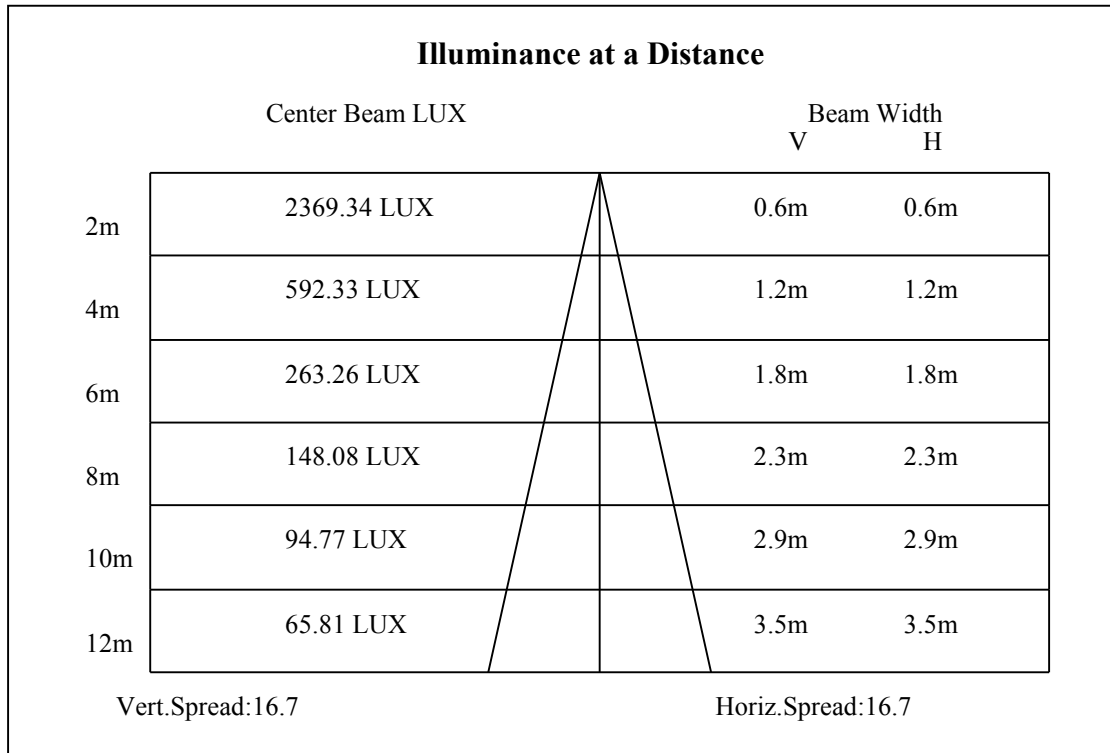 Illuminance at a Distance
Center Beam LUX Beam Width
V H
2m 2369.34 LUX 0.6m 0.6m
4m 592.33 LUX 1.2m 1.2m
6m 263.26 LUX 1.8m 1.8m
8m 148.08 LUX 2.3m 2.3m
10m 94.77 LUX 2.9m 2.9m
12m 65.81 LUX 3.5m 3.5m
Vert.Spread:16.7 Horiz.Spread:16.7